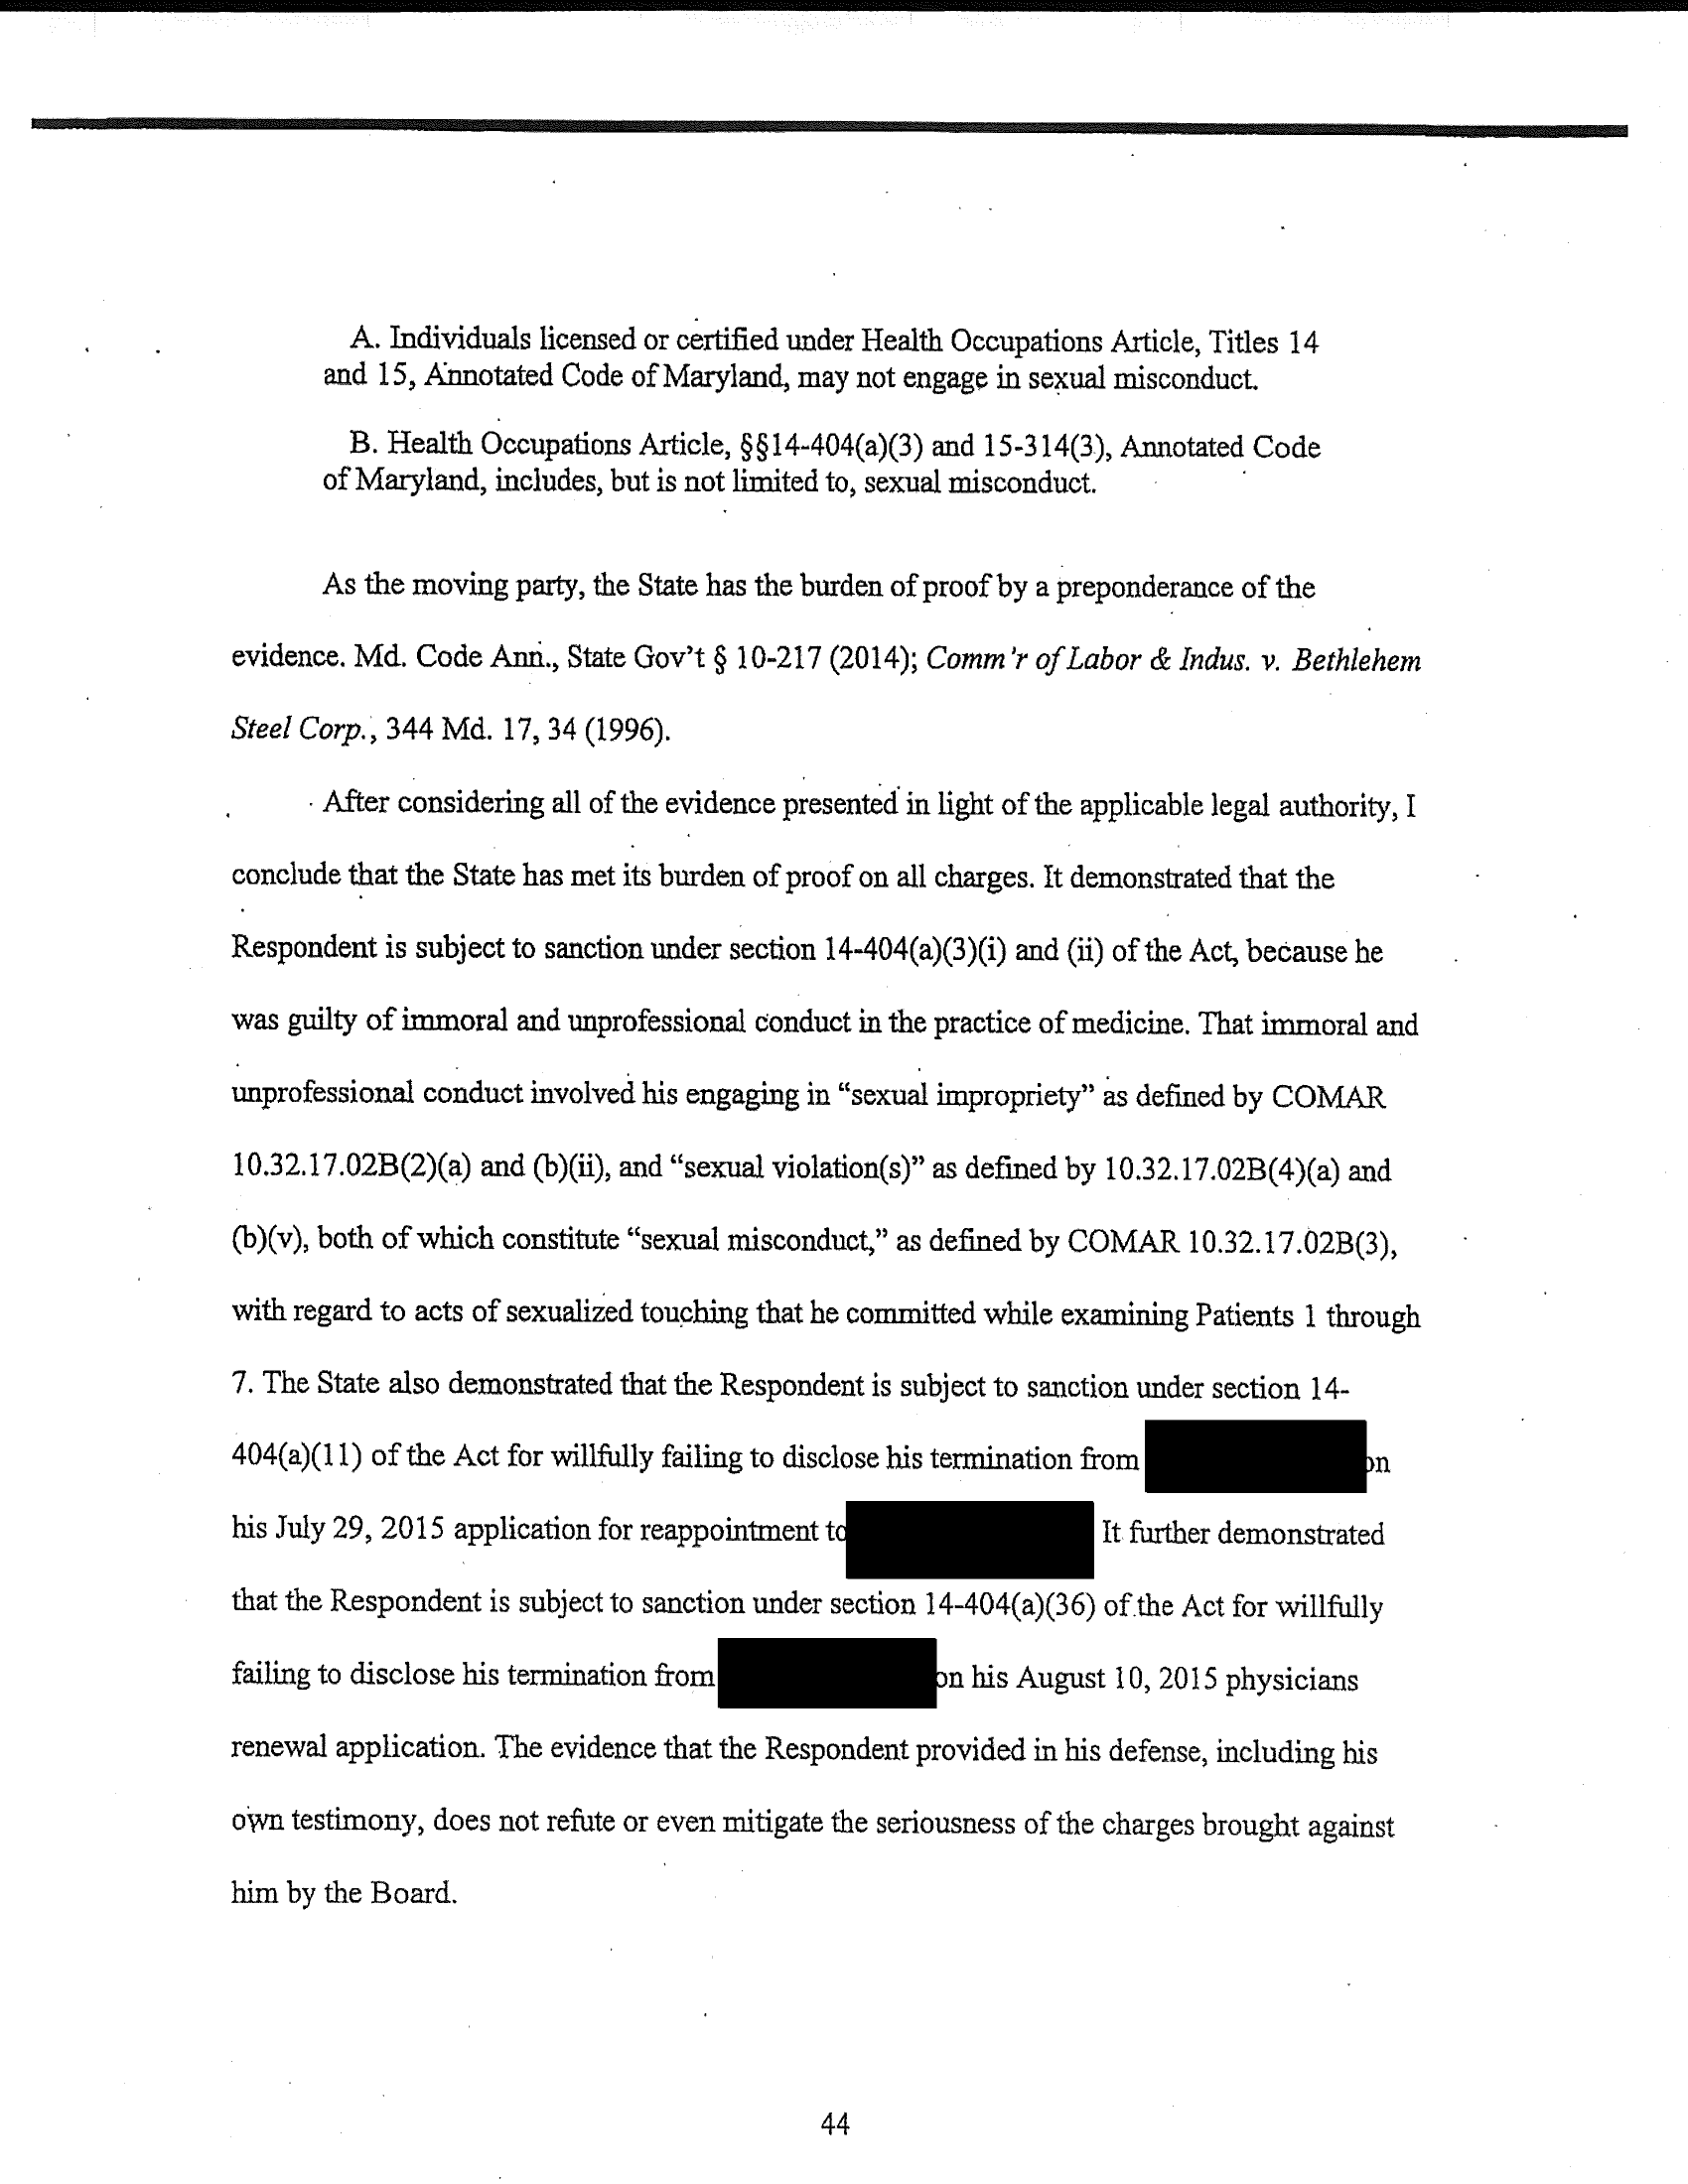 A. Individuals licensed or certified under Health Occupations Article, Titles 14
and 15, Annotated Code of Maryland, may not engage in sexual misconduct.
B. Health Occupations Article, §§14-404(a)(3) and 15-314(3), Annotated Code
of Maryland, includes, but is not limited to, sexual misconduct.
As the moving party, the State has the burden of proof by a preponderance of the
evidence. Md. Code Ann., State Gov't § 10-217 (2014); Comm'r of Labor & Indus. v. Bethlehem
Steel Corp., 344 Md. 17, 34 (1996).
After considering all of the evidence presented in light of the applicable legal authority, I
conclude that the State has met its burden of proof on all charges. It demonstrated that the
Respondent is subject to sanction under section 14-404(a)(3)(i) and (ii) of the Act, because he
was guilty of immoral and unprofessional conduct in the practice of medicine. That immoral and
unprofessional conduct involved his engaging in “sexual impropriety” as defined by COMAR
10.32.17.02B(2)(a) and (b)(ii), and “sexual violation(s)” as defined by 10.32.17.02B(4)(a) and
(b)(v), both of which constitute “sexual misconduct,” as defined by COMAR 10.32.17.02B(3),
with regard to acts of sexualized touching that he committed while examining Patients 1 through
7. The State also demonstrated that the Respondent is subject to sanction under section 14-
404(a)(11) of the Act for willfully failing to disclose his termination from on
his July 29, 2015 application for reappointment to It further demonstrated
that the Respondent is subject to sanction under section 14-404(a)(36) of the Act for willfully
failing to disclose his termination from on his August 10, 2015 physicians
renewal application. The evidence that the Respondent provided in his defense, including his
own testimony, does not refute or even mitigate the seriousness of the charges brought against
him by the Board.
44